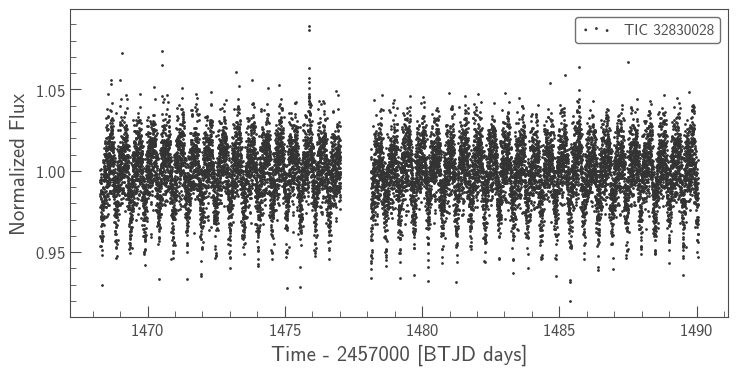 TIC 32830028
Normalized Flux
1.05
1.00
0.95
1470 1475 1480 1485 1490
Time - 2457000 [BTJD days]